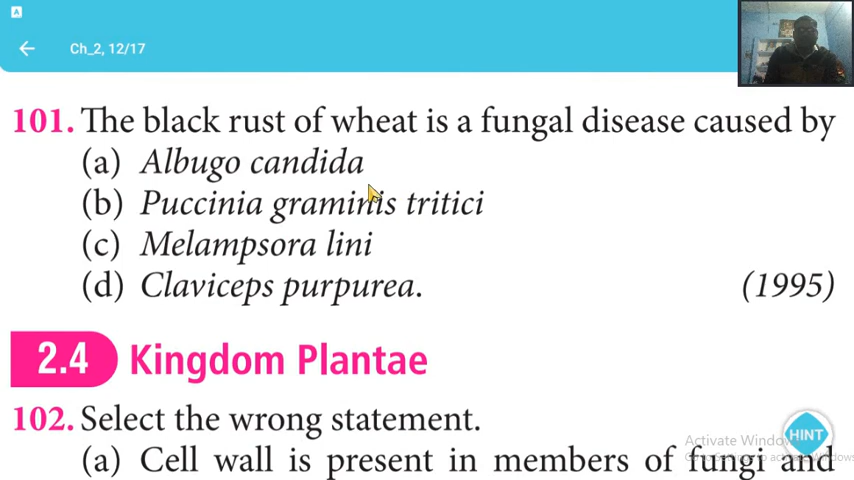 A
Ch_2, 12/17
101. The black rust of wheat is a fungal disease caused by
(a) Albugo candida
(b) Puccinia graminis tritici
(c) Melampsora lini
(d) Claviceps purpurea. (1995)
2.4 Kingdom Plantae
102. Select the wrong statement.
HINT
Activate Windows
(a) Cell wall is present in members of fungi and